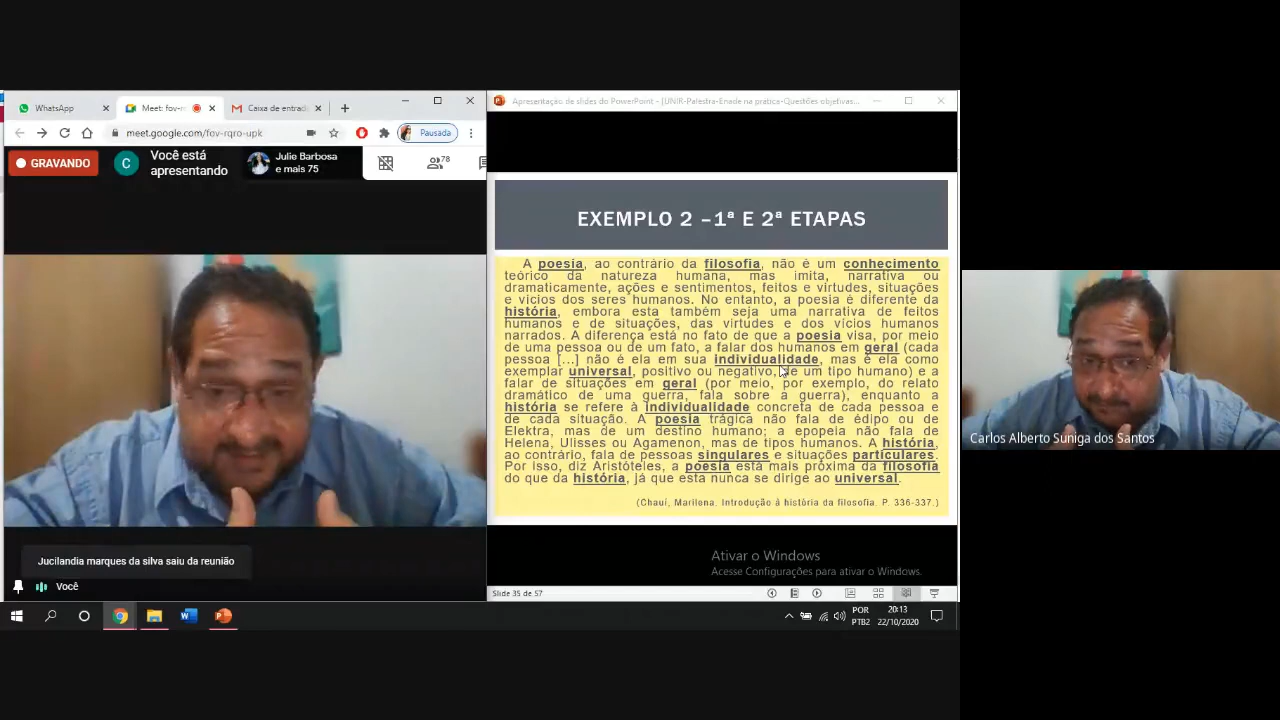 WhatsApp
Meet: fov-r
Caixa de entrad
meet.google.com/fov-rqro-upk
Pausada
GRAVANDO
C
Você está
apresentando
Julie Barbosa
e mais 75
78
Jucilandia marques da silva saiu da reunião
Você
Apresentação de slides do PowerPoint - [UNIR-Palestra-Enade na pratica-Questões objetivas...
EXEMPLO 2 –1ª E 2ª ETAPAS
A poesia, ao contrário da filosofia, não é um conhecimento
teórico da natureza humana, mas imita, narrativa ou
dramaticamente, ações e sentimentos, feitos e virtudes, situações
e vícios dos seres humanos. No entanto, a poesia é diferente da
história, embora esta também seja uma narrativa de feitos
humanos e de situações, das virtudes e dos vícios humanos
narrados. A diferença está no fato de que a poesia visa, por meio
de uma pessoa ou de um fato, a falar dos humanos em geral (cada
pessoa [...] não é ela em sua individualidade, mas é ela como
exemplar universal, positivo ou negativo, de um tipo humano) e a
falar de situações em geral (por meio, por exemplo, do relato
dramático de uma guerra, fala sobre a guerra), enquanto a
história se refere à individualidade concreta de cada pessoa e
de cada situação. A poesia trágica não fala de édipo ou de
Elektra, mas de um destino humano; a epopeia não fala de
Helena, Ulisses ou Agamenon, mas de tipos humanos. A história,
ao contrário, fala de pessoas singulares e situações particulares.
Por isso, diz Aristóteles, a poesia está mais próxima da filosofia
do que da história, já que esta nunca se dirige ao universal.
(Chauí, Marilena. Introdução à história da filosofia. P. 336-337.)
Ativar o Windows
Acesse Configurações para ativar o Windows.
Slide 35 de 57
POR
PTB2
20:13
22/10/2020
Carlos Alberto Suniga dos Santos